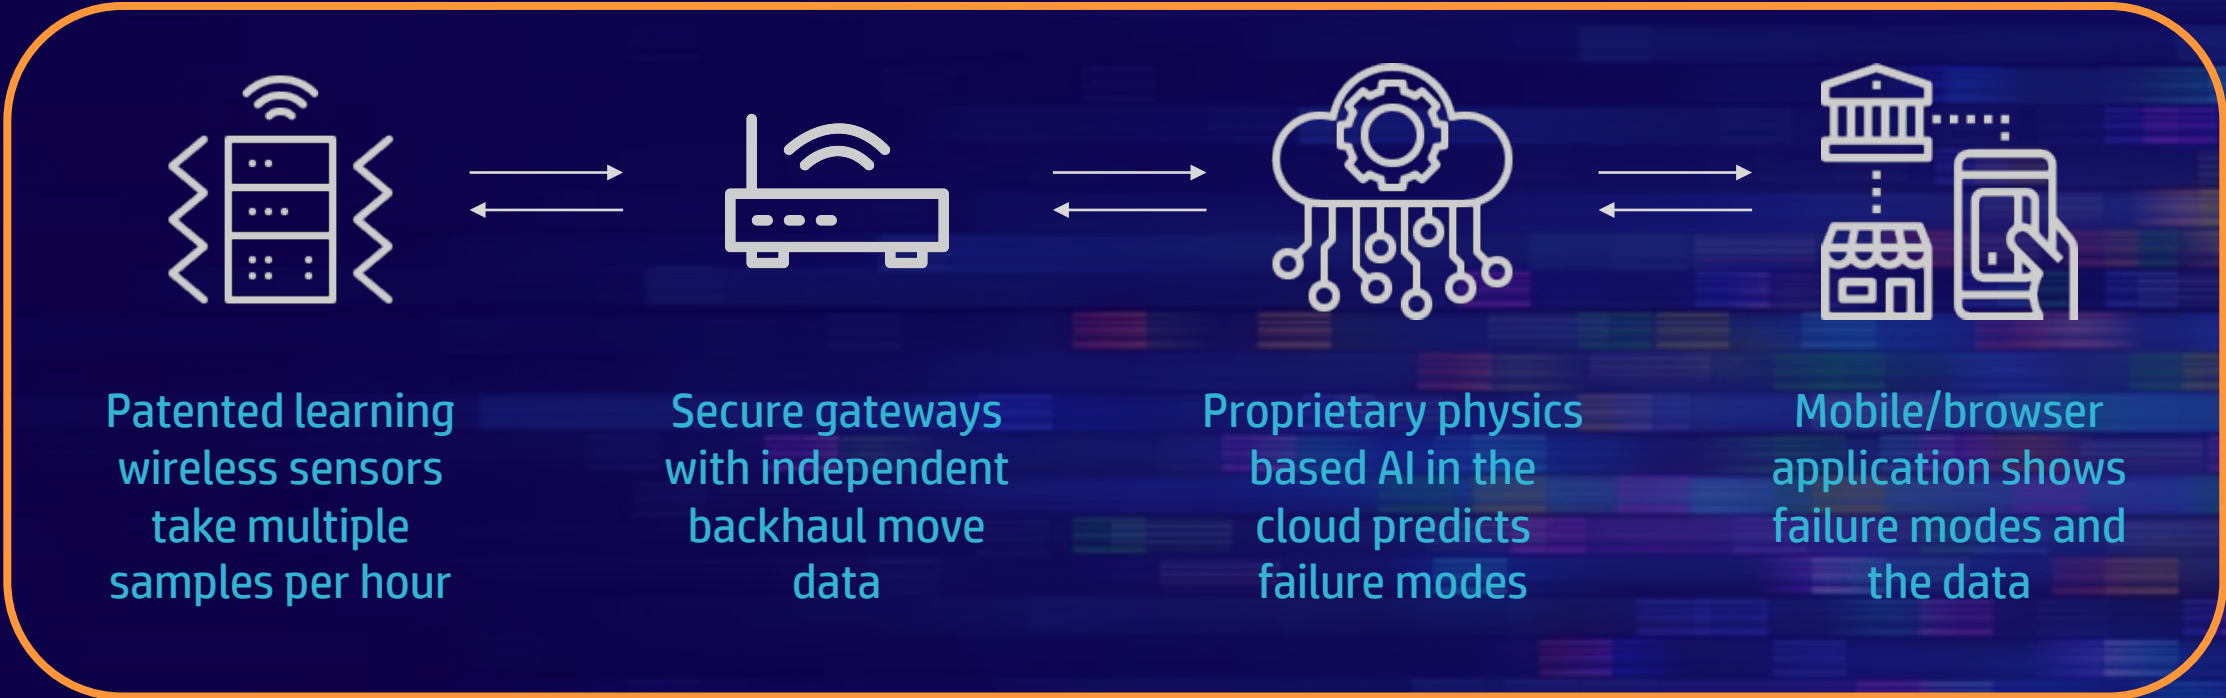 Patented learning
wireless sensors
take multiple
samples per hour
Secure gateways
with independent
backhaul move
data
Proprietary physics
based AI in the
cloud predicts
failure modes
Mobile/browser
application shows
failure modes and
the data